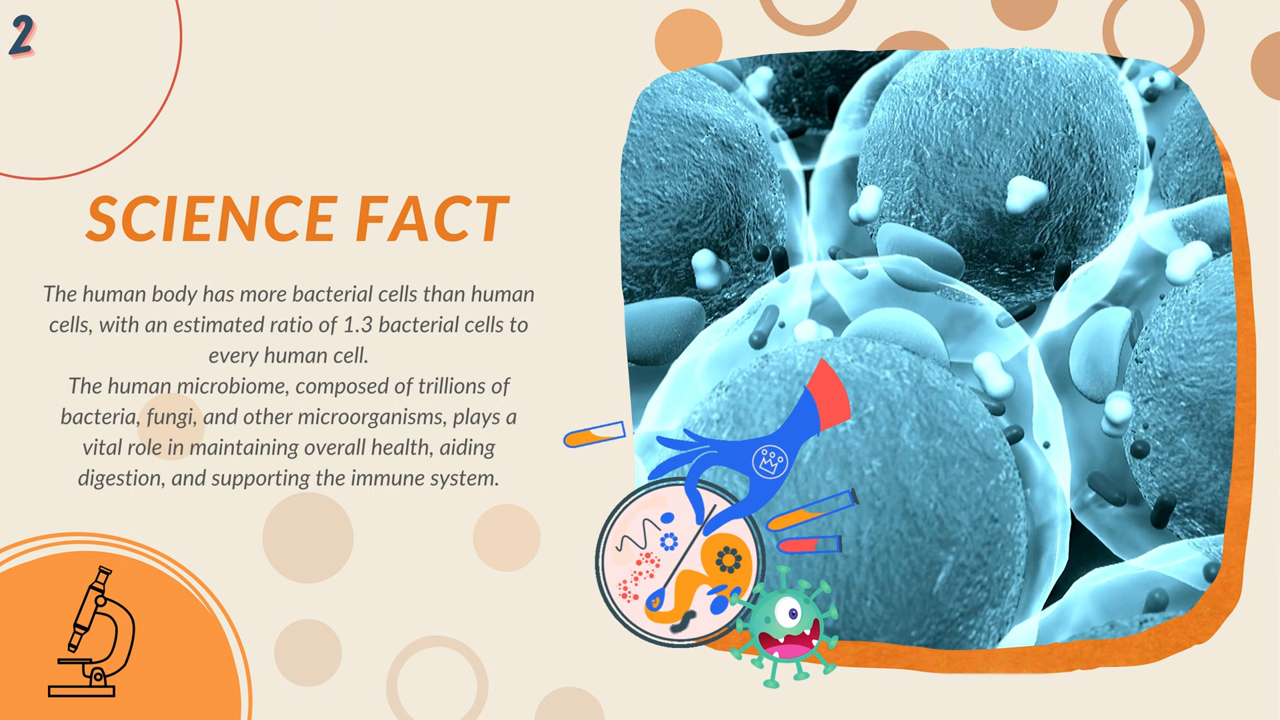 2
SCIENCE FACT
The human body has more bacterial cells than human
cells, with an estimated ratio of 1.3 bacterial cells to
every human cell.
The human microbiome, composed of trillions of
bacteria, fungi, and other microorganisms, plays a
vital role in maintaining overall health, aiding
digestion, and supporting the immune system.